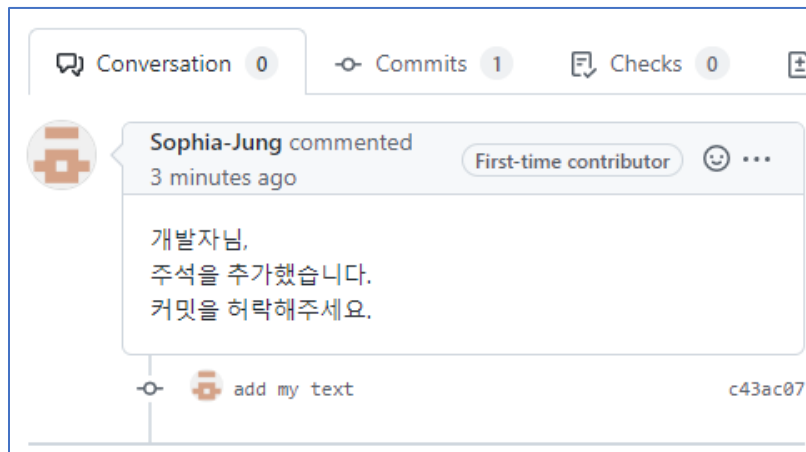 Conversation 0 Commits 1 Checks 0
Sophia-Jung commented
3 minutes ago
First-time contributor
개발자님,
주석을 추가했습니다.
커밋을 허락해주세요.
add my text c43ac07